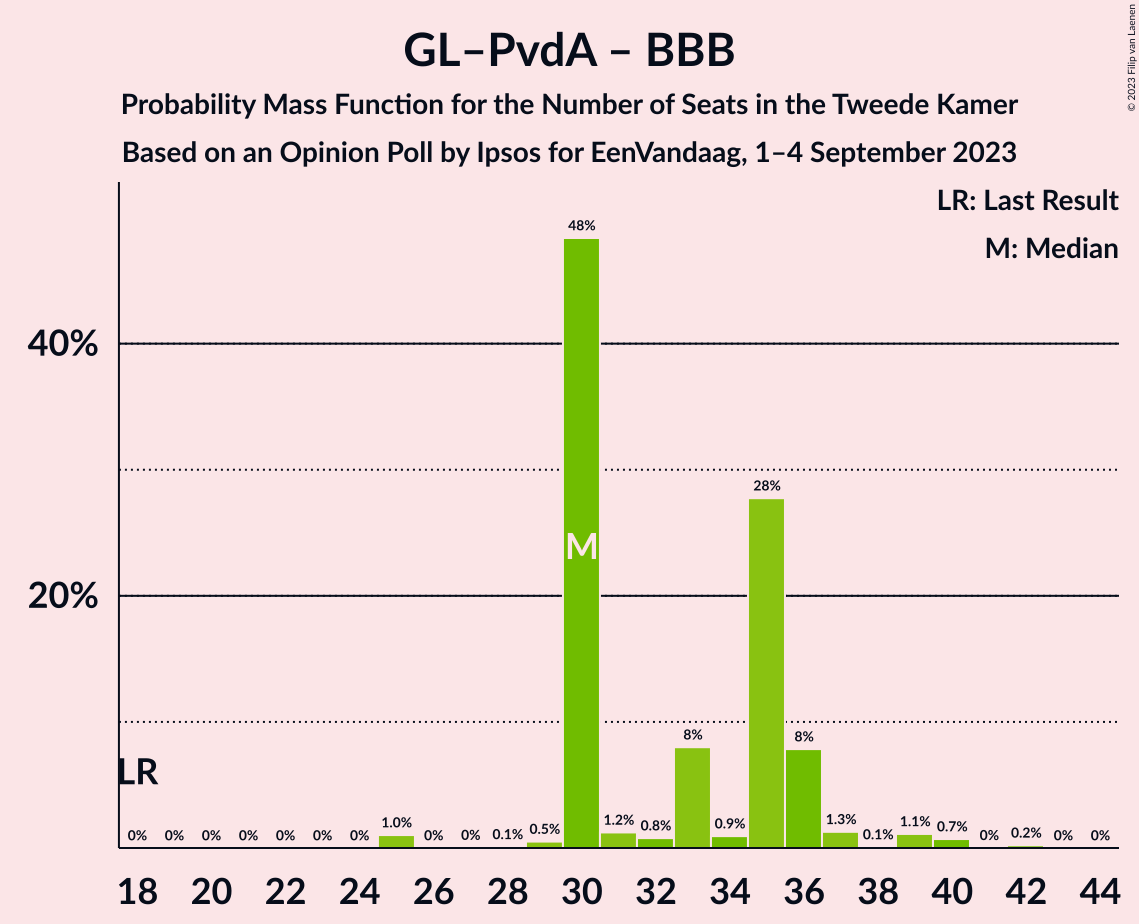 GL–PvdA – BBB
Probability Mass Function for the Number of Seats in the Tweede Kamer
Based on an Opinion Poll by Ipsos for EenVandaag, 1–4 September 2023
© 2023 Filip van Laenen
LR: Last Result
M: Median
40%
20%
LR
M
0% 0% 0% 0% 0% 0% 0% 1.0% 0% 0% 0.1% 0.5% 48% 1.2% 0.8% 8% 0.9% 28% 8% 1.3% 0.1% 1.1% 0.7% 0% 0.2% 0% 0%
18 20 22 24 26 28 30 32 34 36 38 40 42 44